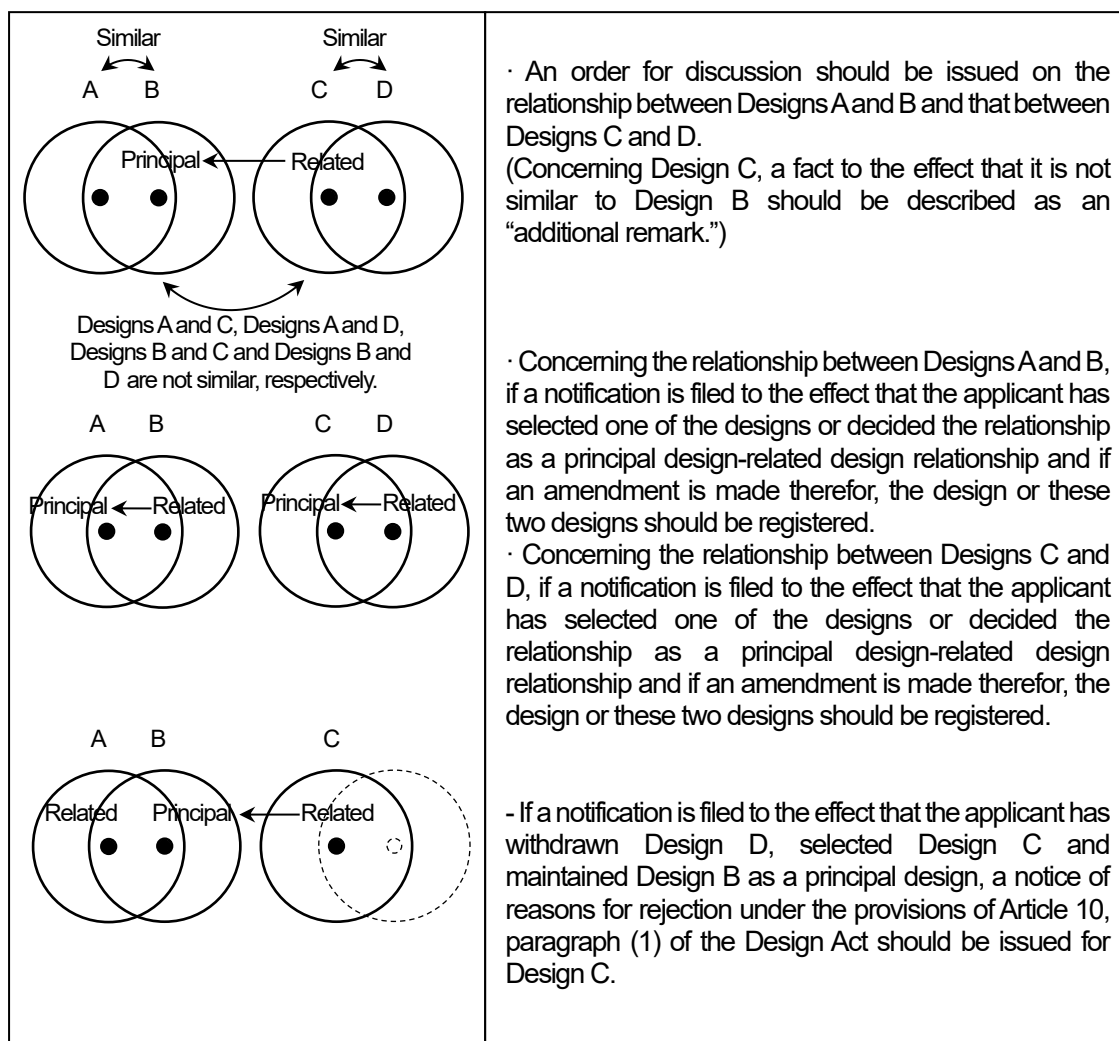 Similar Similar
A B C D
Principal Related
Designs A and C, Designs A and D,
Designs B and C and Designs B and
D are not similar, respectively.
· An order for discussion should be issued on the
relationship between Designs A and B and that between
Designs C and D.
(Concerning Design C, a fact to the effect that it is not
similar to Design B should be described as an
“additional remark.”)
A B C D
Principal Related Principal Related
· Concerning the relationship between Designs A and B,
if a notification is filed to the effect that the applicant has
selected one of the designs or decided the relationship
as a principal design-related design relationship and if
an amendment is made therefor, the design or these
two designs should be registered.
· Concerning the relationship between Designs C and
D, if a notification is filed to the effect that the applicant
has selected one of the designs or decided the
relationship as a principal design-related design
relationship and if an amendment is made therefor, the
design or these two designs should be registered.
A B C
Related Principal Related
- If a notification is filed to the effect that the applicant has
withdrawn Design D, selected Design C and
maintained Design B as a principal design, a notice of
reasons for rejection under the provisions of Article 10,
paragraph (1) of the Design Act should be issued for
Design C.